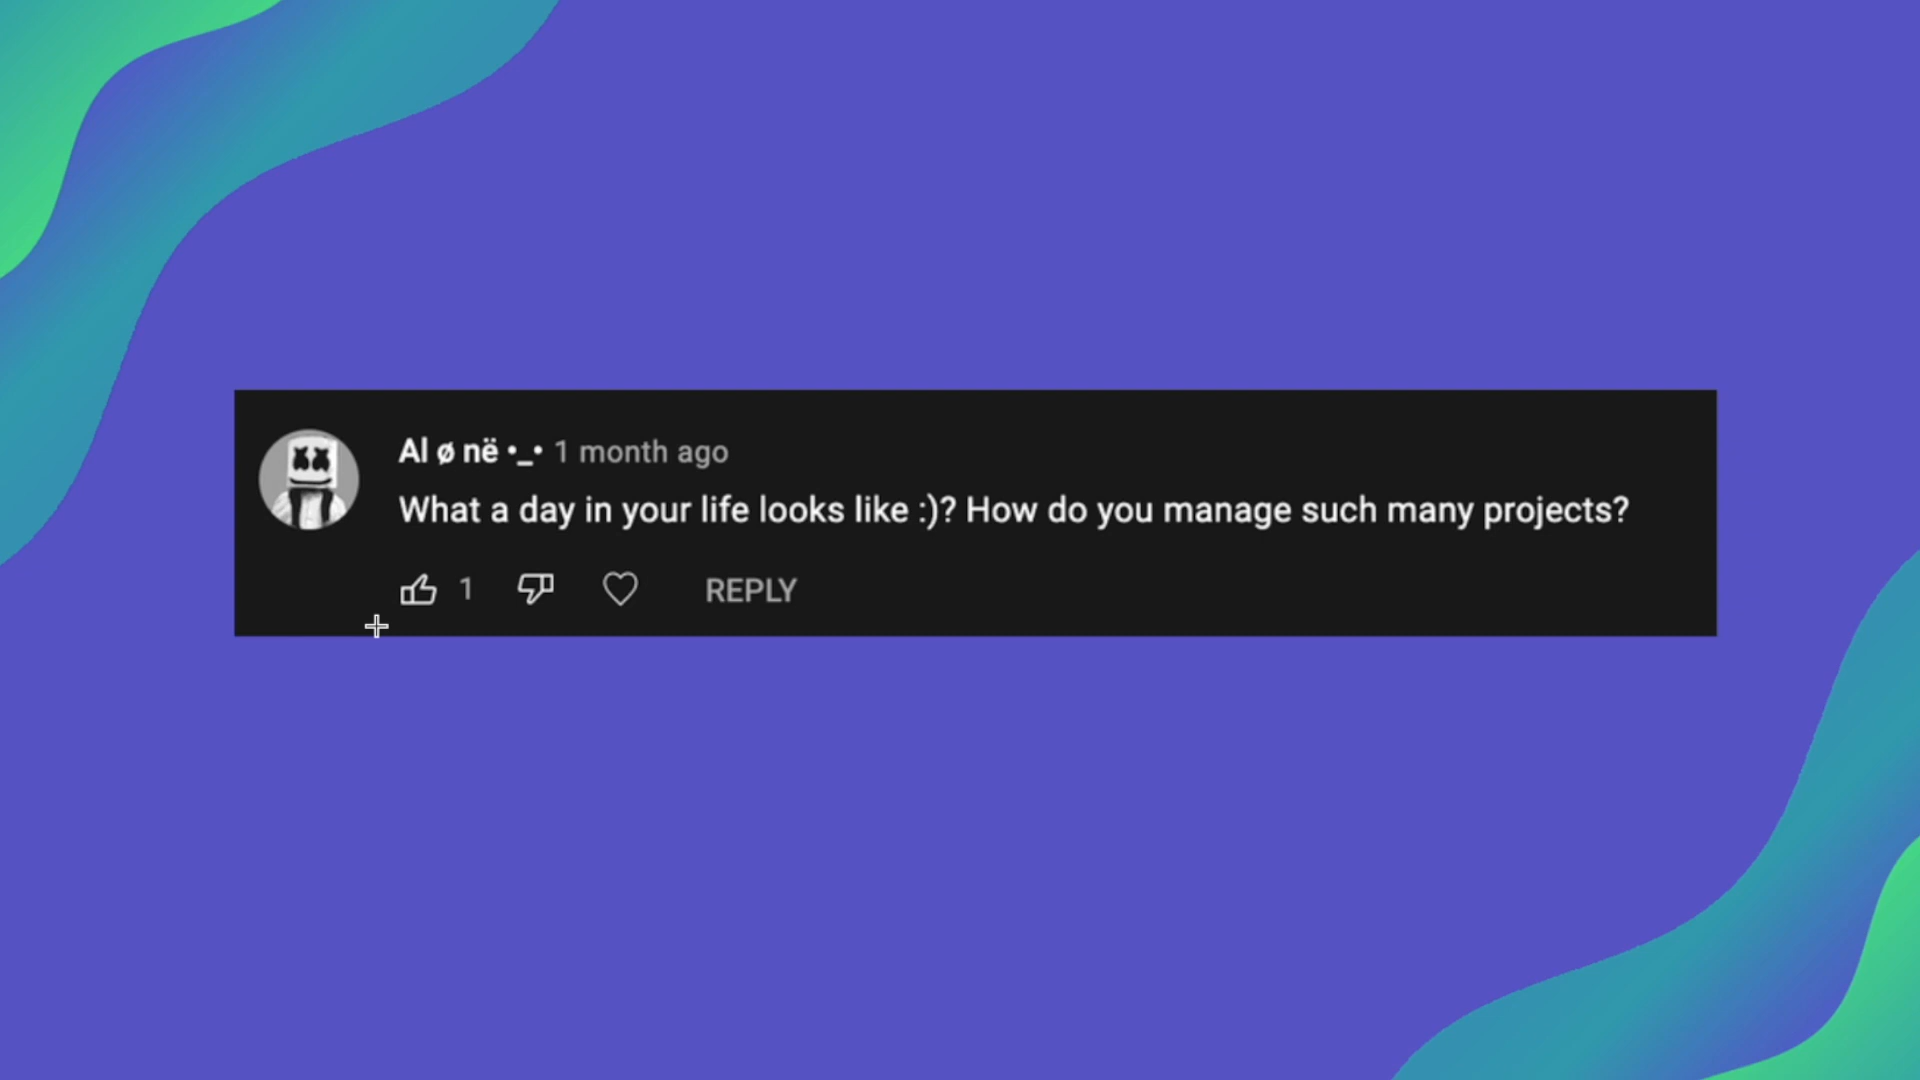 Al ø në •_• 1 month ago
What a day in your life looks like :)? How do you manage such many projects?
1 REPLY